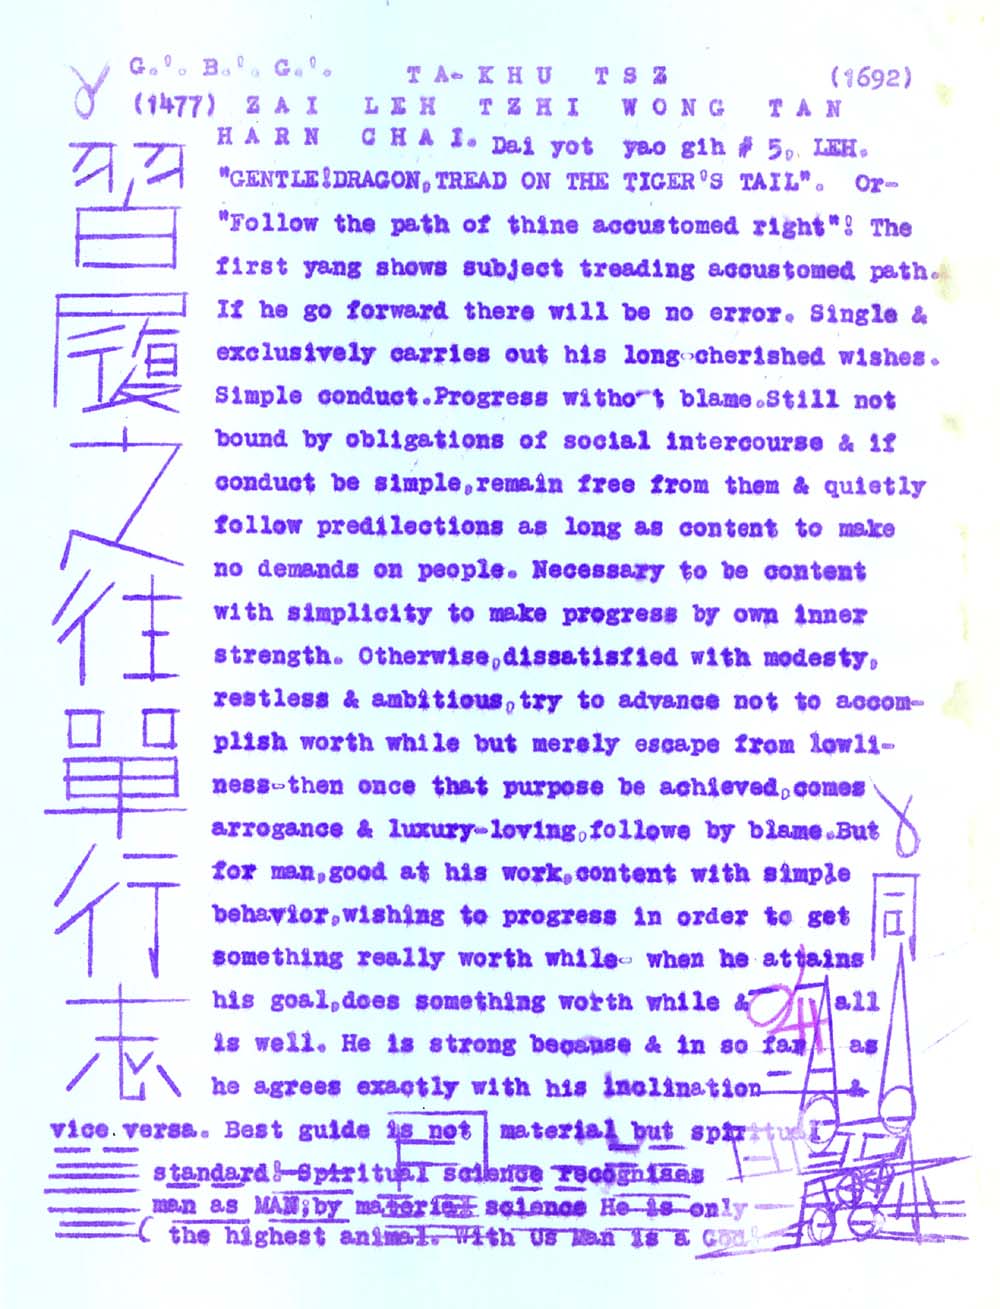 G.'. B.'. G.'. TA-KHU TSZ (1692)
(1477) ZAI LEH TZHI WONG TAN
HARN CHAI. Dai yot yao gih # 5, LEH.
"GENTLE!DRAGON,TREAD ON THE TIGER'S TAIL". Or-
"Follow the path of thine accustomed right"! The
first yang shows subject treading accustomed path.
If he go forward there will be no error. Single &
exclusively carries out his long-cherished wishes.
Simple conduct.Progress without blame.Still not
bound by obligations of social intercourse & if
conduct be simple,remain free from them & quietly
follow predilections as long as content to make
no demands on people. Necessary to be content
with simplicity to make progress by own inner
strength. Otherwise,dissatisfied with modesty,
restless & ambitious,try to advance not to accom-
plish worth while but merely escape from lowli-
ness-then once that purpose be achieved,comes
arrogance & luxury-loving,followe by blame.But
for man,good at his work,content with simple
behavior,wishing to progress in order to get
something really worth while- when he attains
his goal,does something worth while & all
is well. He is strong because & in so far as
he agrees exactly with his inclination &
vice versa. Best guide is not material but spiritual
standard!-Spiritual science recognises
man as MAN;by material science He is only
( the highest animal. With Us Man is a God!
習
履
之
往
單
行
志